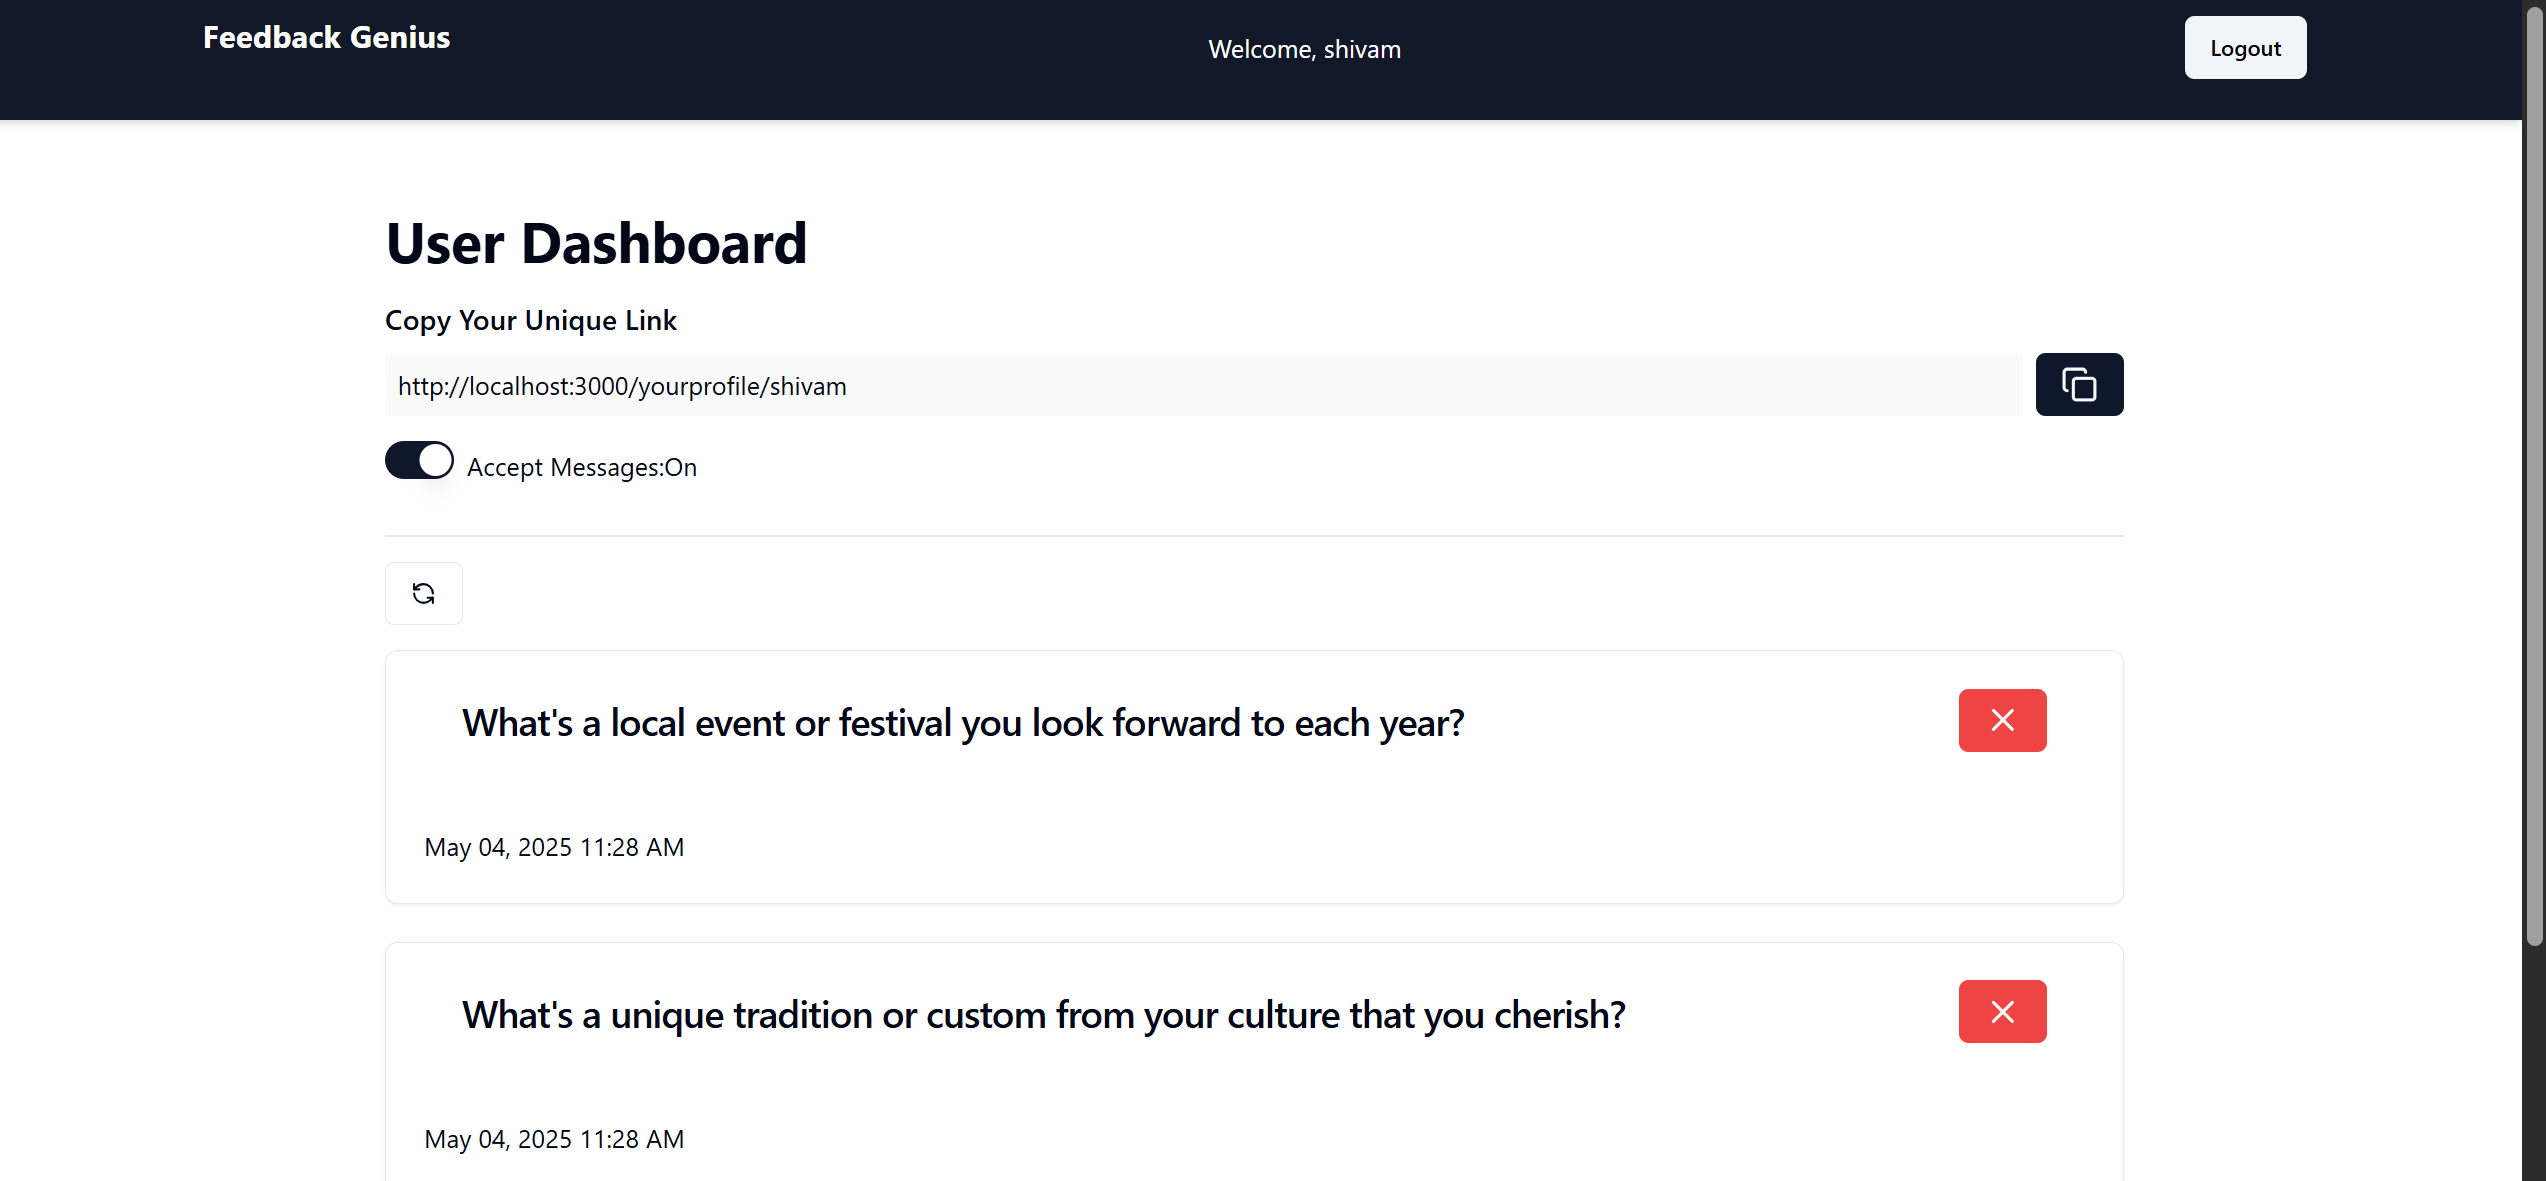 Feedback Genius
Welcome, shivam
Logout
User Dashboard
Copy Your Unique Link
http://localhost:3000/yourprofile/shivam
Accept Messages:On
What's a local event or festival you look forward to each year?
May 04, 2025 11:28 AM
What's a unique tradition or custom from your culture that you cherish?
May 04, 2025 11:28 AM